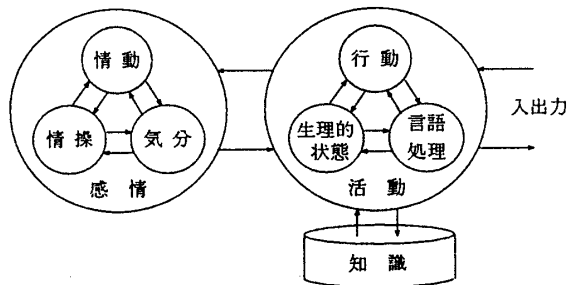 情動
行動
入出力
情操
気分
生理的
状態
言語
処理
感情
活動
知識